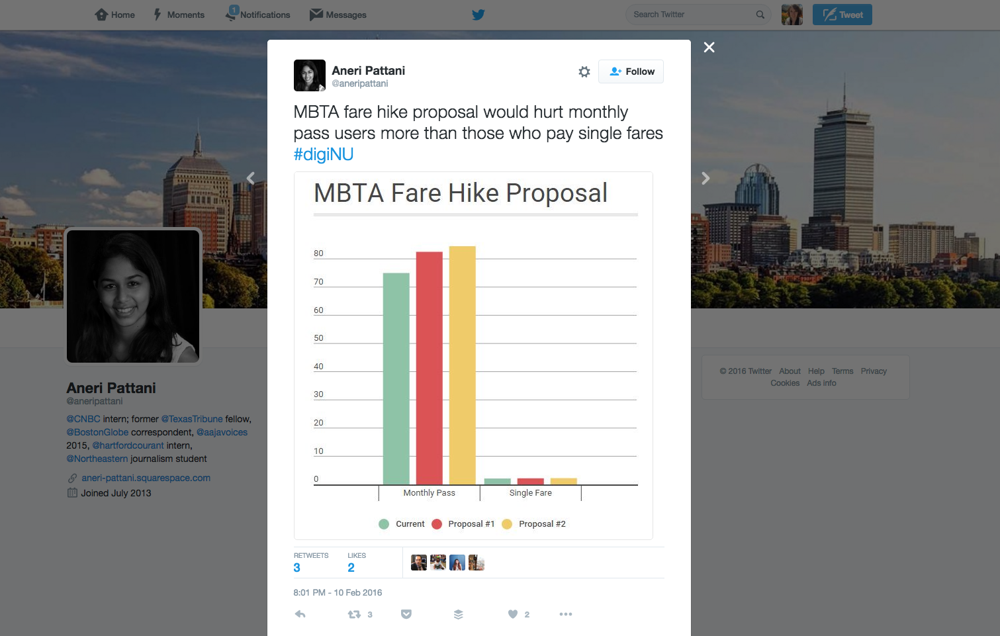 Home
Moments
1
Notifications
Messages
Search Twitter
Tweet
Aneri Pattani
@aneripattani
Follow
MBTA fare hike proposal would hurt monthly
pass users more than those who pay single fares
#digiNU
MBTA Fare Hike Proposal
80
70
60
50
40
30
20
10
0
Monthly Pass
Single Fare
Current
Proposal #1
Proposal #2
RETWEETS
3
LIKES
2
8:01 PM - 10 Feb 2016
3
2
Aneri Pattani
@aneripattani
@CNBC intern; former @TexasTribune fellow,
@BostonGlobe correspondent, @aajavoices
2015, @hartfordcourant intern,
@Northeastern journalism student
aneri-pattani.squarespace.com
Joined July 2013
© 2016 Twitter About Help Terms Privacy
Cookies Ads info